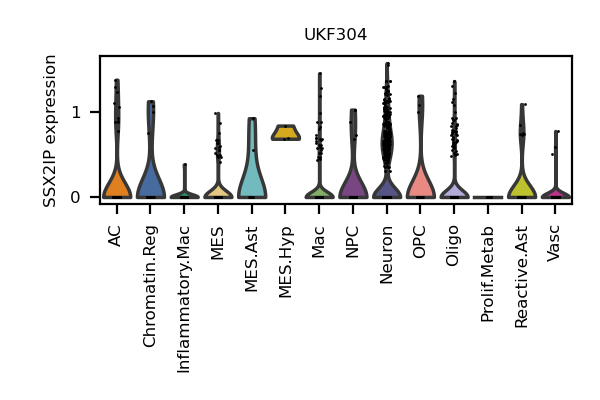 UKF304
SSX2IP expression
1
0
AC
Chromatin.Reg
Inflammatory.Mac
MES
MES.Ast
MES.Hyp
Mac
NPC
Neuron
OPC
Oligo
Prolif.Metab
Reactive.Ast
Vasc